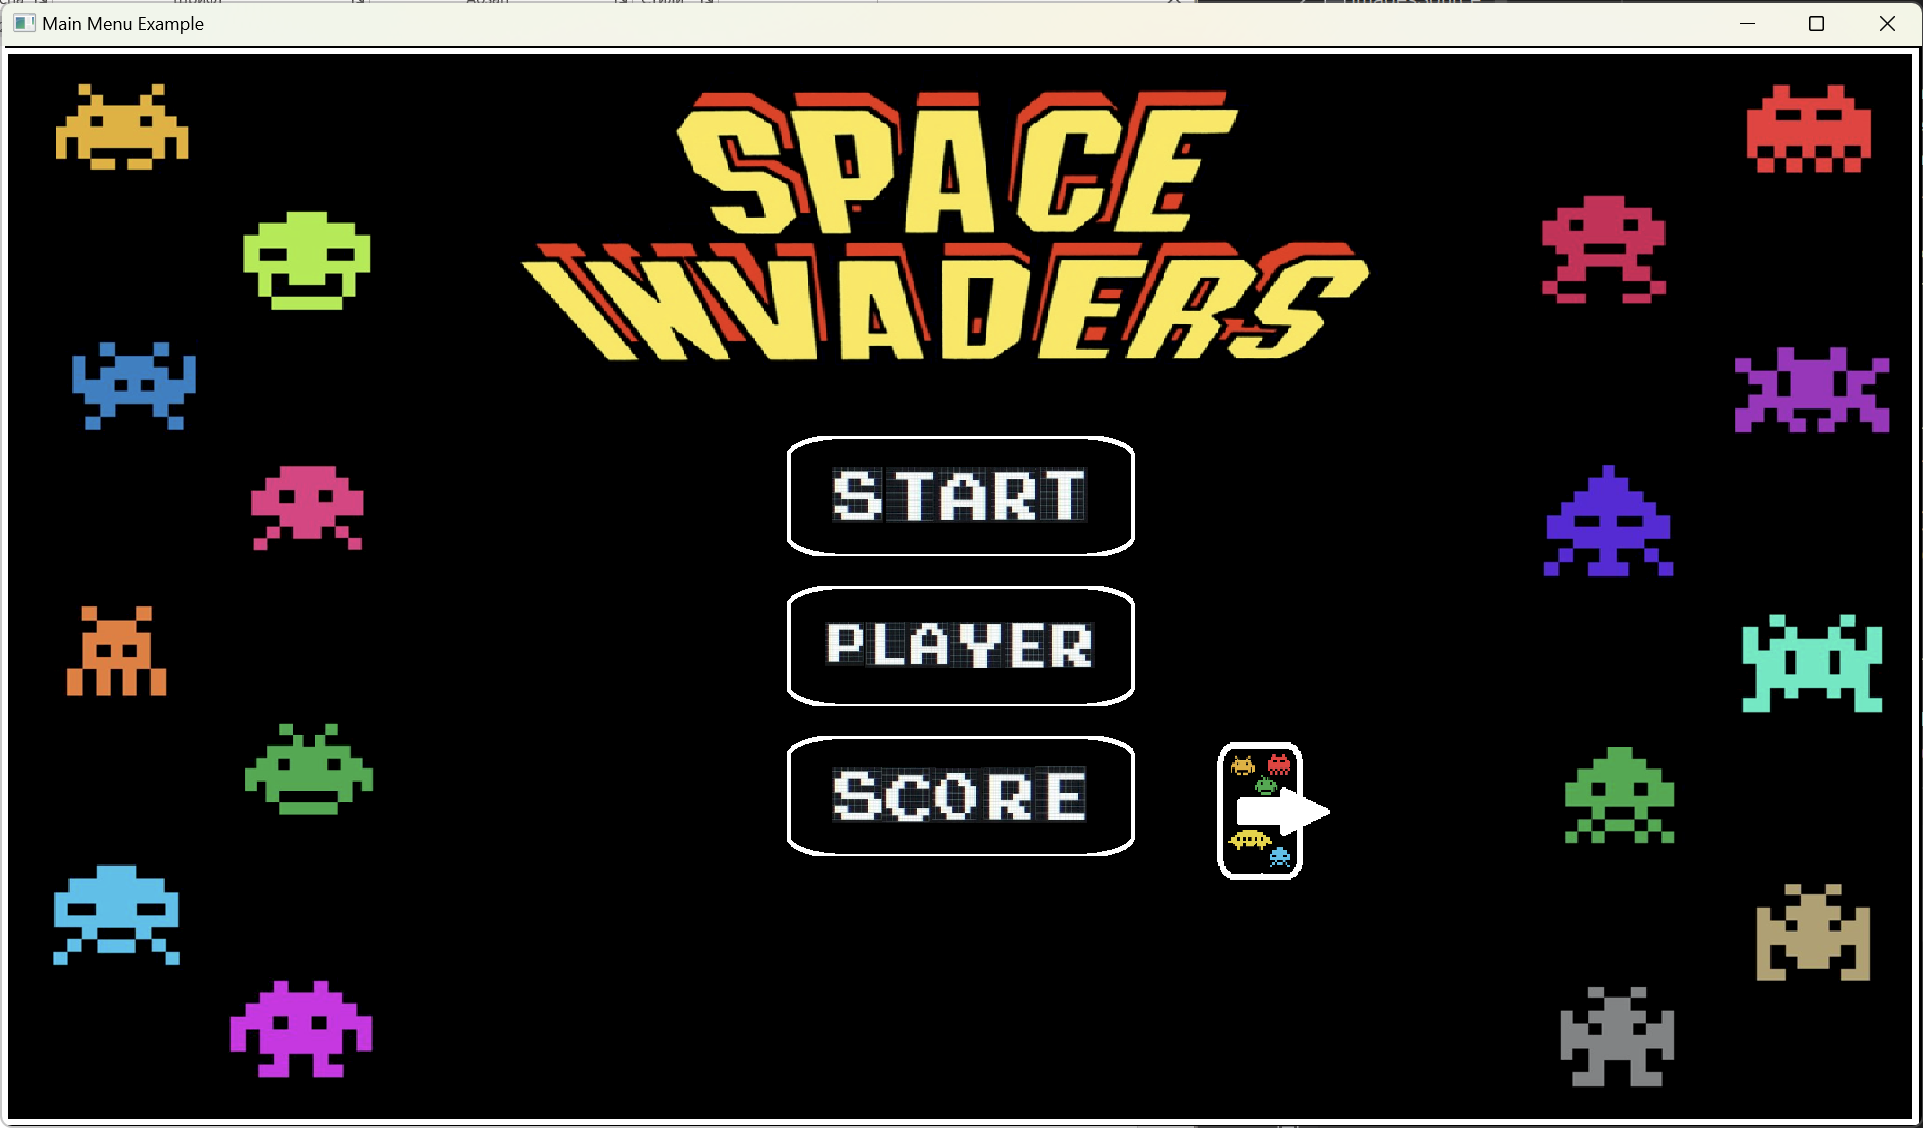 Main Menu Example
SPACE
INVADERS
START
PLAYER
SCORE